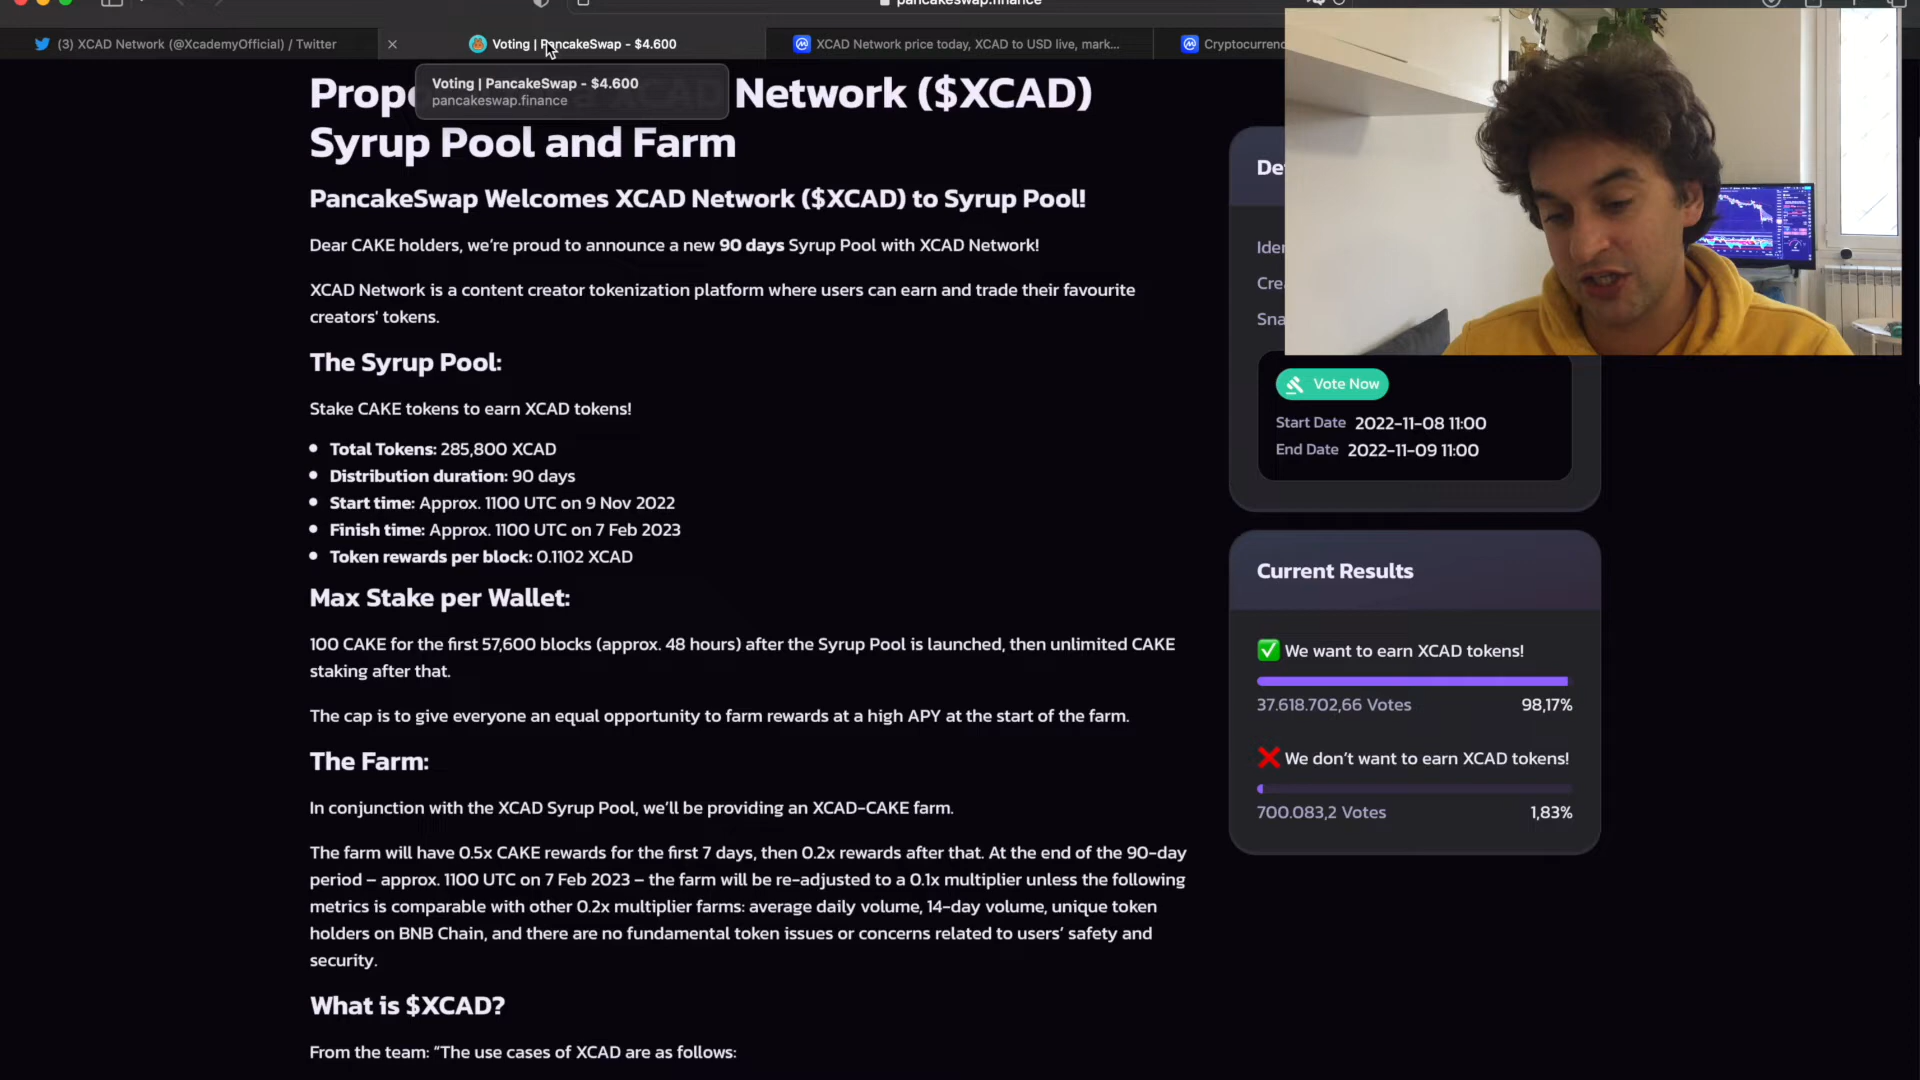 pancakeswap.finance
(3) XCAD Network (@XcademyOfficial) / Twitter
Voting | PancakeSwap - $4.600
XCAD Network price today, XCAD to USD live, mark...
Cryptocurrenc
Voting | PancakeSwap - $4.600
pancakeswap.finance
Network ($XCAD)
Syrup Pool and Farm
PancakeSwap Welcomes XCAD Network ($XCAD) to Syrup Pool!
Dear CAKE holders, we're proud to announce a new 90 days Syrup Pool with XCAD Network!
XCAD Network is a content creator tokenization platform where users can earn and trade their favourite
creators' tokens.
The Syrup Pool:
Stake CAKE tokens to earn XCAD tokens!
Total Tokens: 285,800 XCAD
Distribution duration: 90 days
Start time: Approx. 1100 UTC on 9 Nov 2022
Finish time: Approx. 1100 UTC on 7 Feb 2023
Token rewards per block: 0.1102 XCAD
Max Stake per Wallet:
100 CAKE for the first 57,600 blocks (approx. 48 hours) after the Syrup Pool is launched, then unlimited CAKE
staking after that.
The cap is to give everyone an equal opportunity to farm rewards at a high APY at the start of the farm.
The Farm:
In conjunction with the XCAD Syrup Pool, we'll be providing an XCAD-CAKE farm.
The farm will have 0.5x CAKE rewards for the first 7 days, then 0.2x rewards after that. At the end of the 90-day
period – approx. 1100 UTC on 7 Feb 2023 – the farm will be re-adjusted to a 0.1x multiplier unless the following
metrics is comparable with other 0.2x multiplier farms: average daily volume, 14-day volume, unique token
holders on BNB Chain, and there are no fundamental token issues or concerns related to users' safety and
security.
What is $XCAD?
From the team: "The use cases of XCAD are as follows:
Vote Now
Start Date 2022-11-08 11:00
End Date 2022-11-09 11:00
Current Results
✅ We want to earn XCAD tokens!
37.618.702,66 Votes 98,17%
❌ We don't want to earn XCAD tokens!
700.083,2 Votes 1,83%